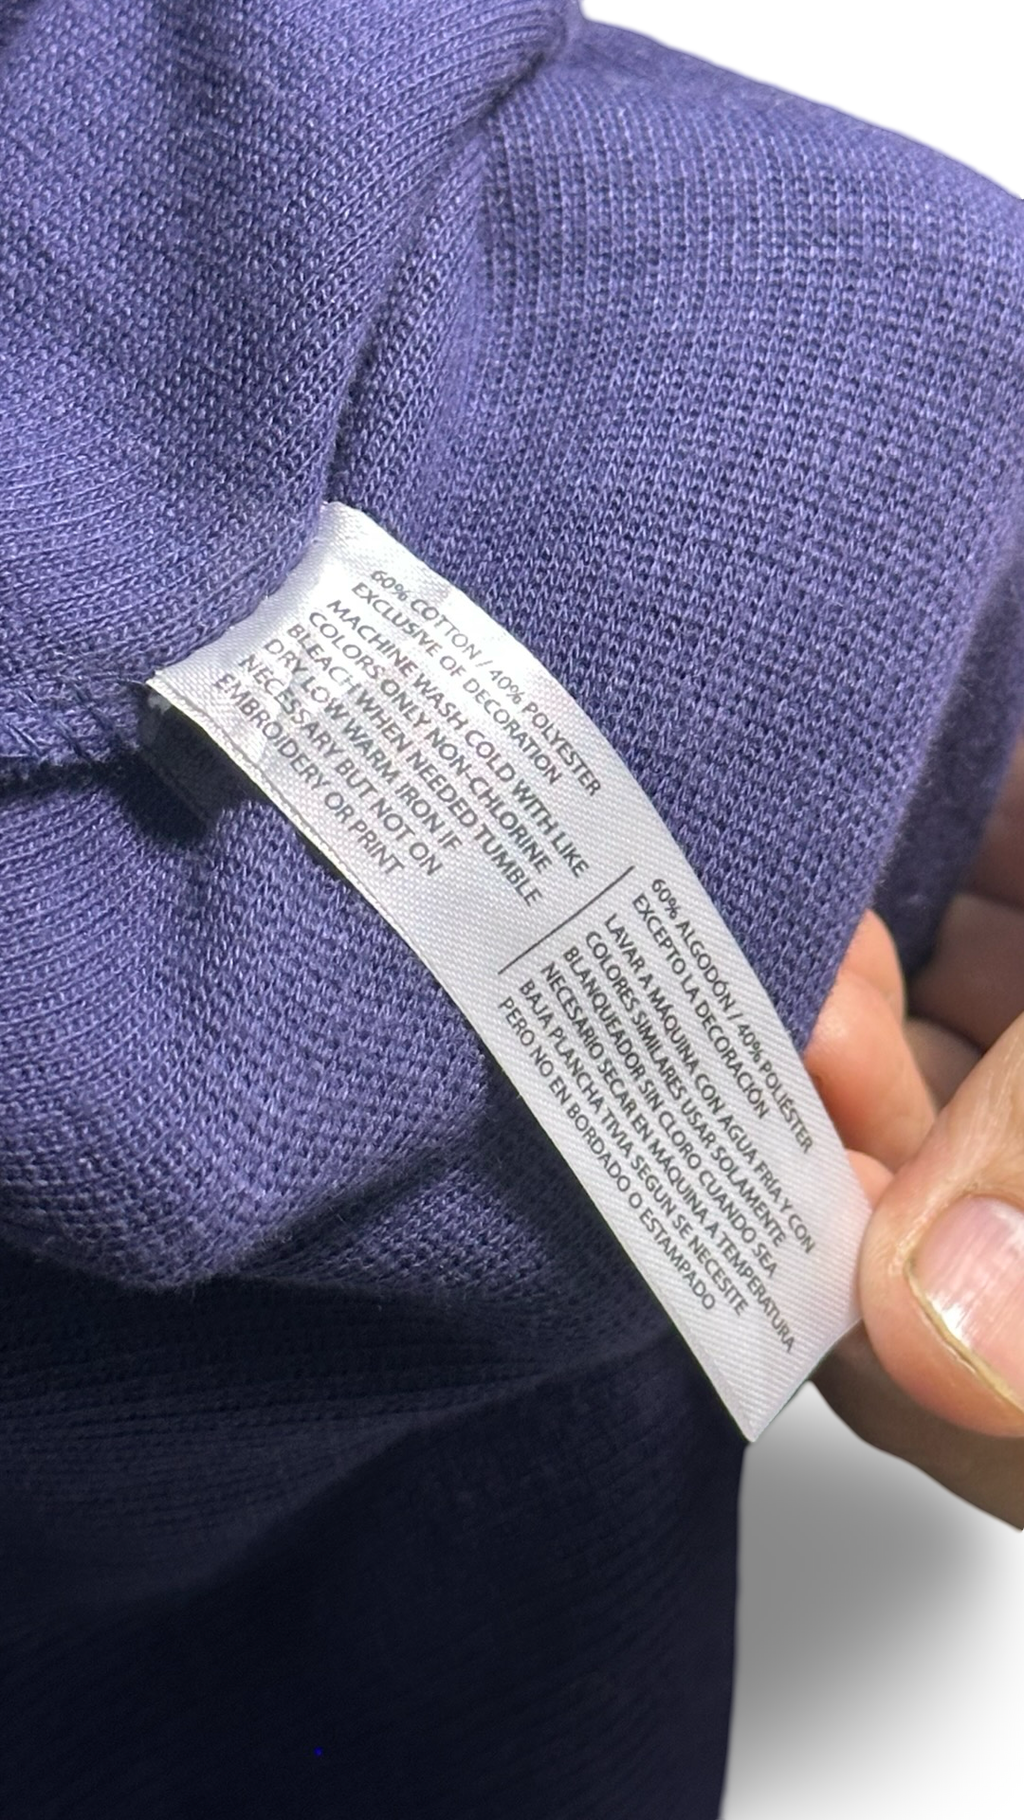 60% COTTON / 40% POLYESTER
EXCLUSIVE OF DECORATION
MACHINE WASH COLD WITH LIKE
COLORS ONLY NON-CHLORINE
BLEACH WHEN NEEDED TUMBLE
DRY LOW WARM IRON IF
NECESSARY BUT NOT ON
EMBROIDERY OR PRINT
60% ALGODÓN / 40% POLIÉSTER
EXCEPTO LA DECORACIÓN
LAVAR A MÁQUINA CON AGUA FRÍA Y CON
COLORES SIMILARES USAR SOLAMENTE
BLANQUEADOR SIN CLORO CUANDO SEA
NECESARIO SECAR EN MÁQUINA A TEMPERATURA
BAJA PLANCHA TIVIA SEGUN SE NECESITE
PERO NO EN BORDADO O ESTAMPADO